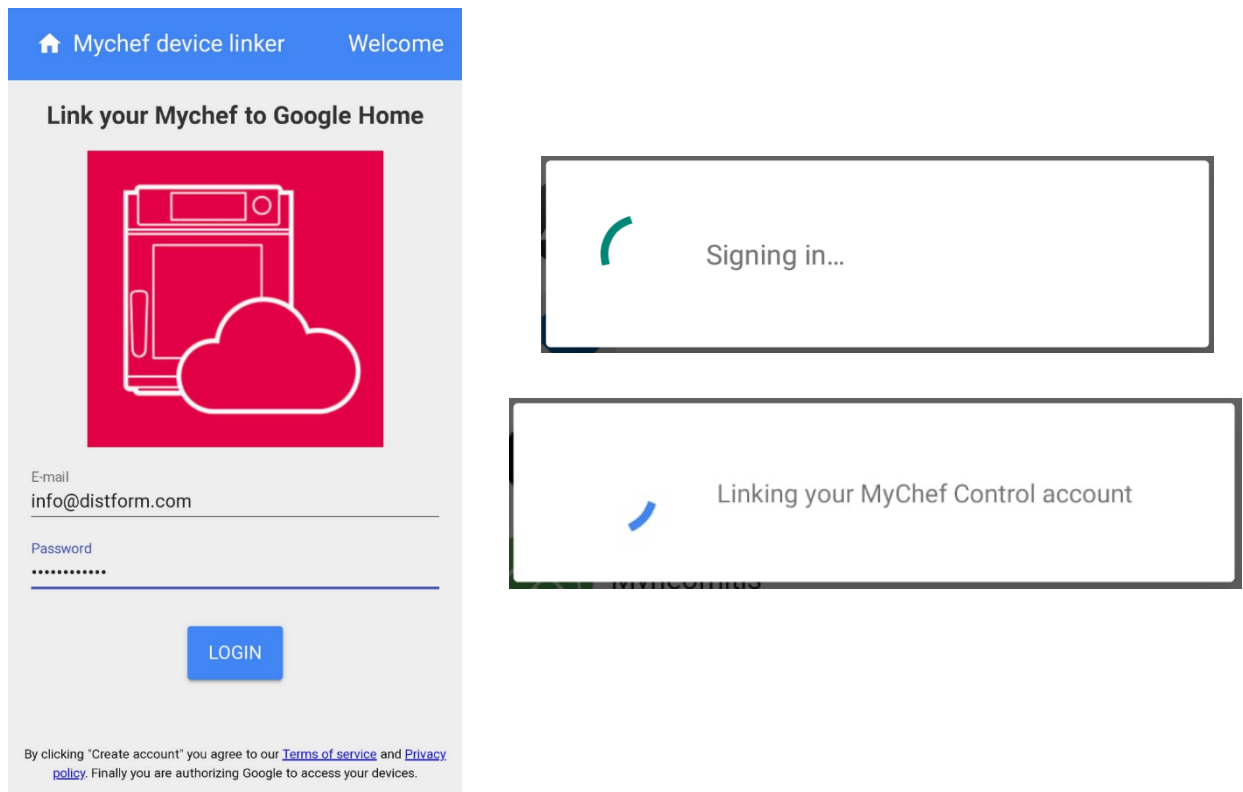 Mychef device linker Welcome
Link your Mychef to Google Home
E-mail
info@distform.com
Password
••••••••••••
LOGIN
By clicking "Create account" you agree to our Terms of service and Privacy
policy. Finally you are authorizing Google to access your devices.
Signing in...
Linking your MyChef Control account